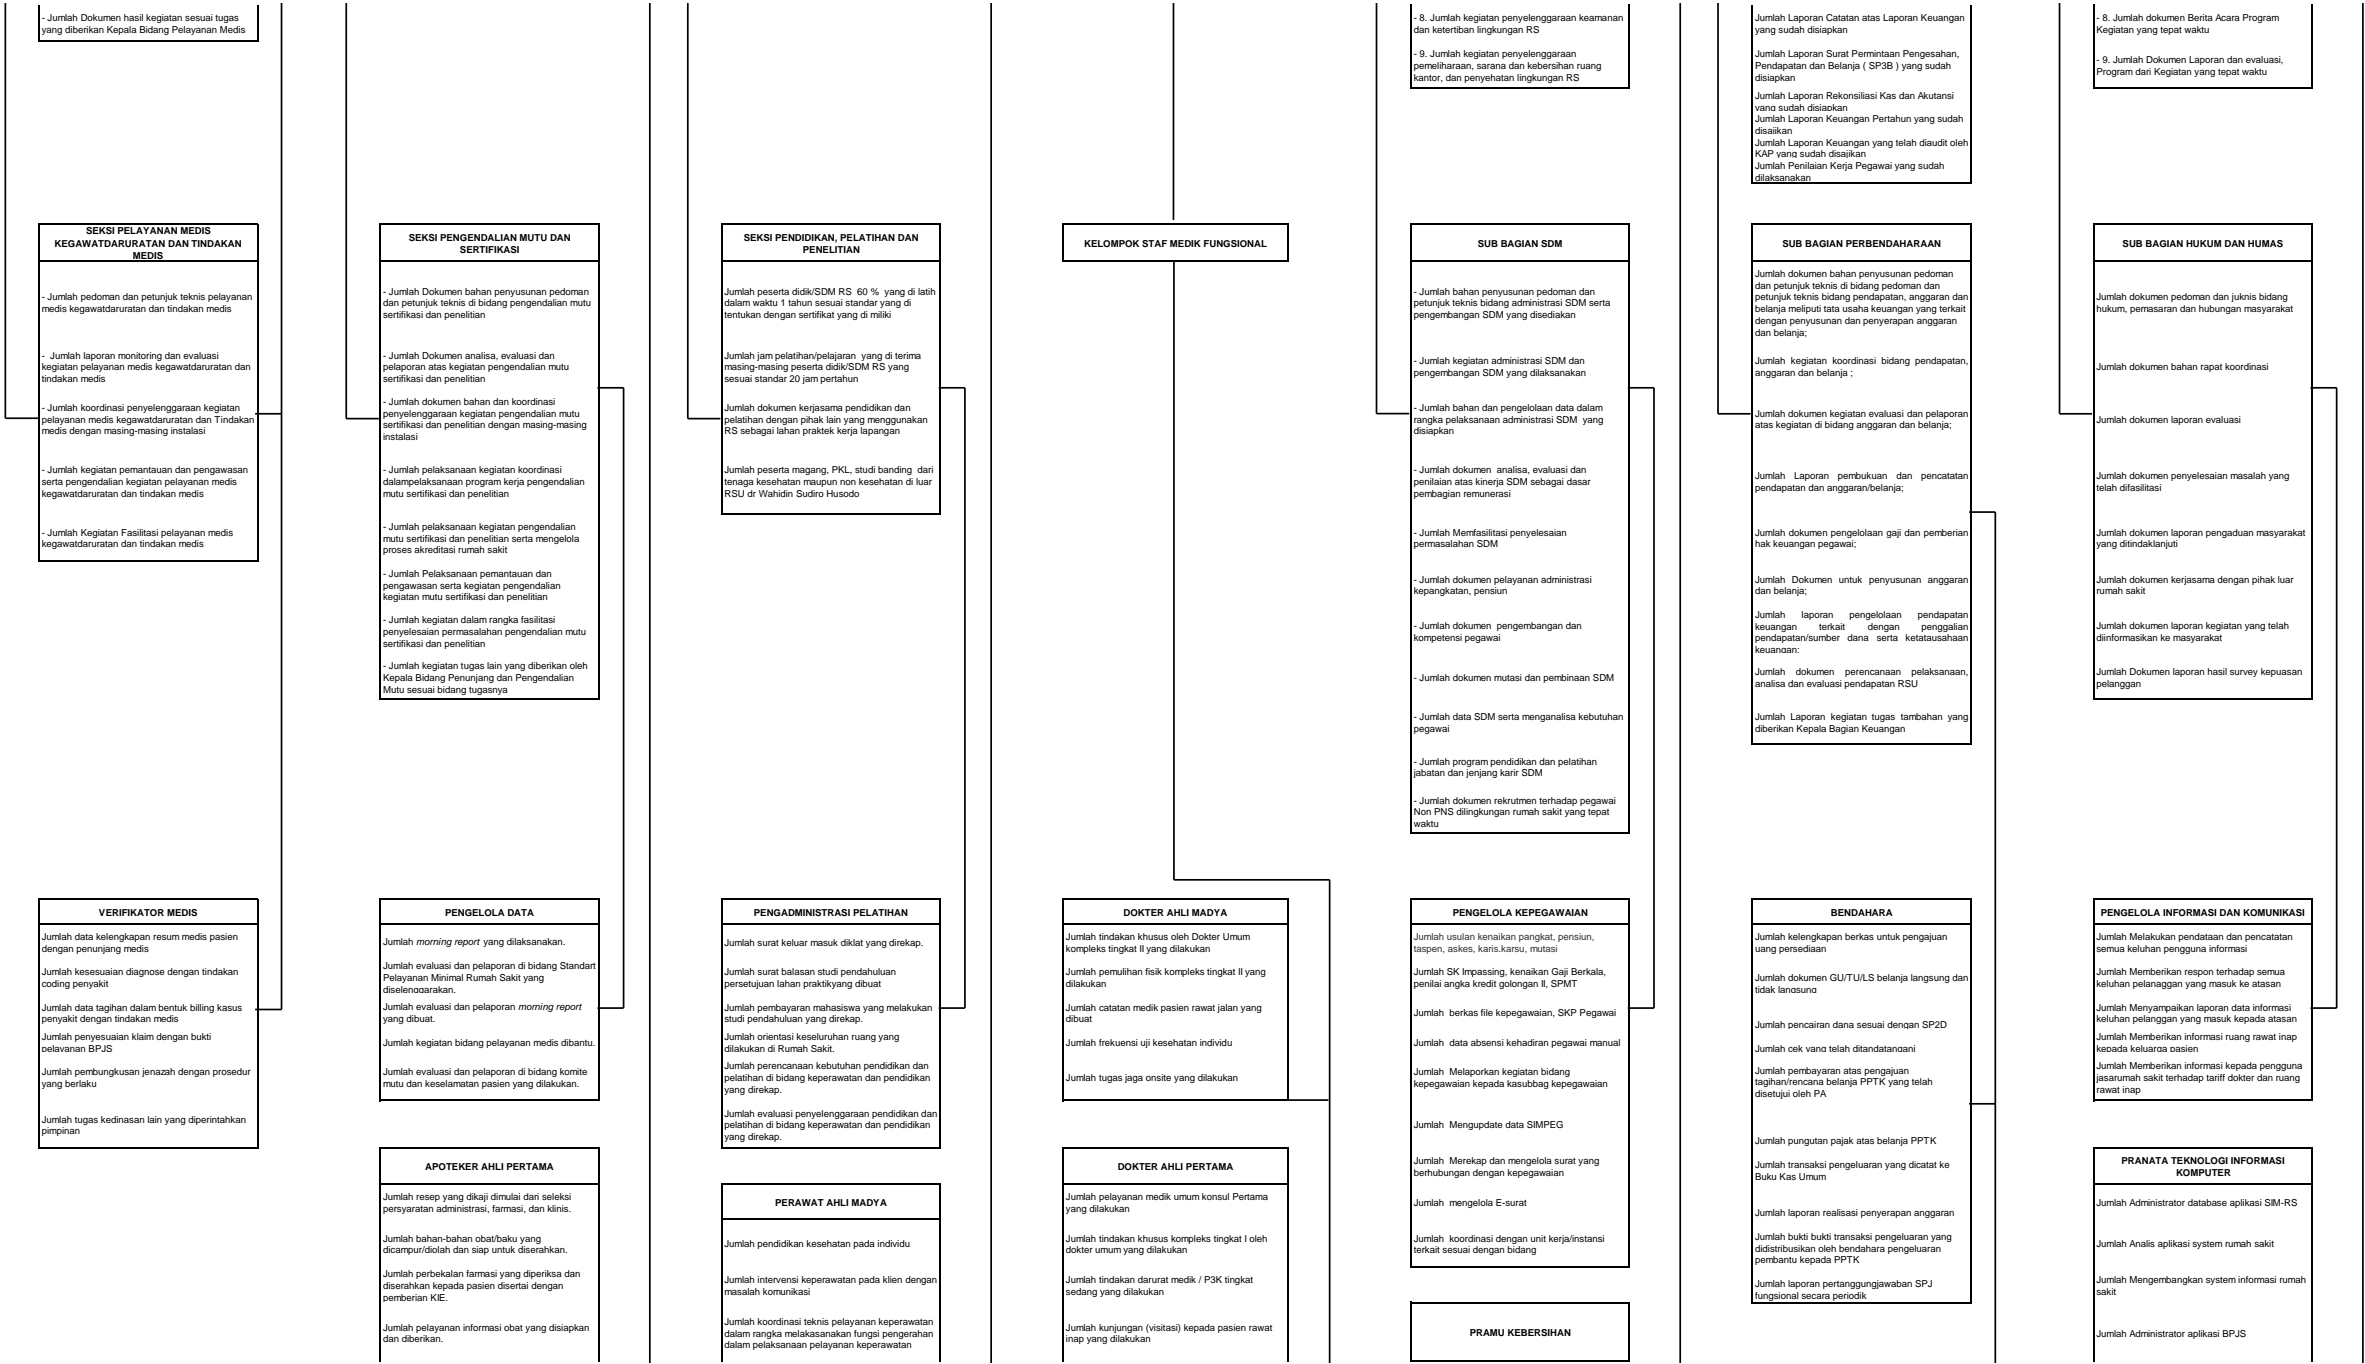 - Jumlah Dokumen hasil kegiatan sesuai tugas
yang diberikan Kepala Bidang Pelayanan Medis
- 8. Jumlah kegiatan penyelenggaraan keamanan
dan ketertiban lingkungan RS
- 9. Jumlah kegiatan penyelenggaraan
pemeliharaan, sarana dan kebersihan ruang
kantor, dan penyehatan lingkungan RS
Jumlah Laporan Catatan atas Laporan Keuangan
yang sudah disiapkan
Jumlah Laporan Surat Permintaan Pengesahan,
Pendapatan dan Belanja ( SP3B ) yang sudah
disiapkan
Jumlah Laporan Rekonsiliasi Kas dan Akutansi
yang sudah disiapkan
Jumlah Laporan Keuangan Pertahun yang sudah
disajikan
Jumlah Laporan Keuangan yang telah diaudit oleh
KAP yang sudah disajikan
Jumlah Penilaian Kerja Pegawai yang sudah
dilaksanakan
- 8. Jumlah dokumen Berita Acara Program
Kegiatan yang tepat waktu
- 9. Jumlah Dokumen Laporan dan evaluasi,
Program dari Kegiatan yang tepat waktu
SEKSI PELAYANAN MEDIS
KEGAWATDARURATAN DAN TINDAKAN
MEDIS
- Jumlah pedoman dan petunjuk teknis pelayanan
medis kegawatdaruratan dan tindakan medis
- Jumlah laporan monitoring dan evaluasi
kegiatan pelayanan medis kegawatdaruratan dan
tindakan medis
- Jumlah koordinasi penyelenggaraan kegiatan
pelayanan medis kegawatdaruratan dan Tindakan
medis dengan masing-masing instalasi
- Jumlah kegiatan pemantauan dan pengawasan
serta pengendalian kegiatan pelayanan medis
kegawatdaruratan dan tindakan medis
- Jumlah Kegiatan Fasilitasi pelayanan medis
kegawatdaruratan dan tindakan medis
SEKSI PENGENDALIAN MUTU DAN
SERTIFIKASI
- Jumlah Dokumen bahan penyusunan pedoman
dan petunjuk teknis di bidang pengendalian mutu
sertifikasi dan penelitian
- Jumlah Dokumen analisa, evaluasi dan
pelaporan atas kegiatan pengendalian mutu
sertifikasi dan penelitian
- Jumlah dokumen bahan dan koordinasi
penyelenggaraan kegiatan pengendalian mutu
sertifikasi dan penelitian dengan masing-masing
instalasi
- Jumlah pelaksanaan kegiatan koordinasi
dalampelaksanaan program kerja pengendalian
mutu sertifikasi dan penelitian
- Jumlah pelaksanaan kegiatan pengendalian
mutu sertifikasi dan penelitian serta mengelola
proses akreditasi rumah sakit
- Jumlah Pelaksanaan pemantauan dan
pengawasan serta kegiatan pengendalian
kegiatan mutu sertifikasi dan penelitian
- Jumlah kegiatan dalam rangka fasilitasi
penyelesaian permasalahan pengendalian mutu
sertifikasi dan penelitian
- Jumlah kegiatan tugas lain yang diberikan oleh
Kepala Bidang Penunjang dan Pengendalian
Mutu sesuai bidang tugasnya
SEKSI PENDIDIKAN, PELATIHAN DAN
PENELITIAN
Jumlah peserta didik/SDM RS 60 % yang di latih
dalam waktu 1 tahun sesuai standar yang di
tentukan dengan sertifikat yang di miliki
Jumlah jam pelatihan/pelajaran yang di terima
masing-masing peserta didik/SDM RS yang
sesuai standar 20 jam pertahun
Jumlah dokumen kerjasama pendidikan dan
pelatihan dengan pihak lain yang menggunakan
RS sebagai lahan praktek kerja lapangan
Jumlah peserta magang, PKL, studi banding dari
tenaga kesehatan maupun non kesehatan di luar
RSU dr Wahidin Sudiro Husodo
KELOMPOK STAF MEDIK FUNGSIONAL
SUB BAGIAN SDM
- Jumlah bahan penyusunan pedoman dan
petunjuk teknis bidang administrasi SDM serta
pengembangan SDM yang disediakan
- Jumlah kegiatan administrasi SDM dan
pengembangan SDM yang dilaksanakan
- Jumlah bahan dan pengelolaan data dalam
rangka pelaksanaan administrasi SDM yang
disiapkan
- Jumlah dokumen analisa, evaluasi dan
penilaian atas kinerja SDM sebagai dasar
pembagian remunerasi
- Jumlah Memfasilitasi penyelesaian
permasalahan SDM
- Jumlah dokumen pelayanan administrasi
kepangkatan, pensiun
- Jumlah dokumen pengembangan dan
kompetensi pegawai
- Jumlah dokumen mutasi dan pembinaan SDM
- Jumlah data SDM serta menganalisa kebutuhan
pegawai
- Jumlah program pendidikan dan pelatihan
jabatan dan jenjang karir SDM
- Jumlah dokumen rekrutmen terhadap pegawai
Non PNS dilingkungan rumah sakit yang tepat
waktu
SUB BAGIAN PERBENDAHARAAN
Jumlah dokumen bahan penyusunan pedoman
dan petunjuk teknis di bidang pedoman dan
petunjuk teknis bidang pendapatan, anggaran dan
belanja meliputi tata usaha keuangan yang terkait
dengan penyusunan dan penyerapan anggaran
dan belanja;
Jumlah kegiatan koordinasi bidang pendapatan,
anggaran dan belanja ;
Jumlah dokumen kegiatan evaluasi dan pelaporan
atas kegiatan di bidang anggaran dan belanja;
Jumlah Laporan pembukuan dan pencatatan
pendapatan dan anggaran/belanja;
Jumlah dokumen pengelolaan gaji dan pemberian
hak keuangan pegawai;
Jumlah Dokumen untuk penyusunan anggaran
dan belanja;
Jumlah laporan pengelolaan pendapatan
keuangan terkait dengan penggalian
pendapatan/sumber dana serta ketatausahaan
keuangan;
Jumlah dokumen perencanaan pelaksanaan,
analisa dan evaluasi pendapatan RSU
Jumlah Laporan kegiatan tugas tambahan yang
diberikan Kepala Bagian Keuangan
SUB BAGIAN HUKUM DAN HUMAS
Jumlah dokumen pedoman dan juknis bidang
hukum, pemasaran dan hubungan masyarakat
Jumlah dokumen bahan rapat koordinasi
Jumlah dokumen laporan evaluasi
Jumlah dokumen penyelesaian masalah yang
telah difasilitasi
Jumlah dokumen laporan pengaduan masyarakat
yang ditindaklanjuti
Jumlah dokumen kerjasama dengan pihak luar
rumah sakit
Jumlah dokumen laporan kegiatan yang telah
diinformasikan ke masyarakat
Jumlah Dokumen laporan hasil survey kepuasan
pelanggan
VERIFIKATOR MEDIS
Jumlah data kelengkapan resum medis pasien
dengan penunjang medis
Jumlah kesesuaian diagnose dengan tindakan
coding penyakit
Jumlah data tagihan dalam bentuk billing kasus
penyakit dengan tindakan medis
Jumlah penyesuaian klaim dengan bukti
pelayanan BPJS
Jumlah pembungkusan jenazah dengan prosedur
yang berlaku
Jumlah tugas kedinasan lain yang diperintahkan
pimpinan
PENGELOLA DATA
Jumlah morning report yang dilaksanakan.
Jumlah evaluasi dan pelaporan di bidang Standart
Pelayanan Minimal Rumah Sakit yang
diselenggarakan.
Jumlah evaluasi dan pelaporan morning report
yang dibuat.
Jumlah kegiatan bidang pelayanan medis dibantu.
Jumlah evaluasi dan pelaporan di bidang komite
mutu dan keselamatan pasien yang dilakukan.
APOTEKER AHLI PERTAMA
Jumlah resep yang dikaji dimulai dari seleksi
persyaratan administrasi, farmasi, dan klinis.
Jumlah bahan-bahan obat/baku yang
dicampur/diolah dan siap untuk diserahkan.
Jumlah perbekalan farmasi yang diperiksa dan
diserahkan kepada pasien disertai dengan
pemberian KIE.
Jumlah pelayanan informasi obat yang disiapkan
dan diberikan.
PENGADMINISTRASI PELATIHAN
Jumlah surat keluar masuk diklat yang direkap.
Jumlah surat balasan studi pendahuluan
persetujuan lahan praktikyang dibuat
Jumlah pembayaran mahasiswa yang melakukan
studi pendahuluan yang direkap.
Jumlah orientasi keseluruhan ruang yang
dilakukan di Rumah Sakit.
Jumlah perencanaan kebutuhan pendidikan dan
pelatihan di bidang keperawatan dan pendidikan
yang direkap.
Jumlah evaluasi penyelenggaraan pendidikan dan
pelatihan di bidang keperawatan dan pendidikan
yang direkap.
PERAWAT AHLI MADYA
Jumlah pendidikan kesehatan pada individu
Jumlah intervensi keperawatan pada klien dengan
masalah komunikasi
Jumlah koordinasi teknis pelayanan keperawatan
dalam rangka melakasanakan fungsi pengerahan
dalam pelaksanaan pelayanan keperawatan
DOKTER AHLI MADYA
Jumlah tindakan khusus oleh Dokter Umum
kompleks tingkat II yang dilakukan
Jumlah pemulihan fisik kompleks tingkat II yang
dilakukan
Jumlah catatan medik pasien rawat jalan yang
dibuat
Jumlah frekuensi uji kesehatan individu
Jumlah tugas jaga onsite yang dilakukan
DOKTER AHLI PERTAMA
Jumlah pelayanan medik umum konsul Pertama
yang dilakukan
Jumlah tindakan khusus kompleks tingkat I oleh
dokter umum yang dilakukan
Jumlah tindakan darurat medik / P3K tingkat
sedang yang dilakukan
Jumlah kunjungan (visitasi) kepada pasien rawat
inap yang dilakukan
PENGELOLA KEPEGAWAIAN
Jumlah usulan kenaikan pangkat, pensiun,
taspen, askes, karis.karsu, mutasi
Jumlah SK Impassing, kenaikan Gaji Berkala,
penilai angka kredit golongan II, SPMT
Jumlah berkas file kepegawaian, SKP Pegawai
Jumlah data absensi kehadiran pegawai manual
Jumlah Melaporkan kegiatan bidang
kepegawaian kepada kasubbag kepegawaian
Jumlah Mengupdate data SIMPEG
Jumlah Merekap dan mengelola surat yang
berhubungan dengan kepegawaian
Jumlah mengelola E-surat
Jumlah koordinasi dengan unit kerja/instansi
terkait sesuai dengan bidang
PRAMU KEBERSIHAN
BENDAHARA
Jumlah kelengkapan berkas untuk pengajuan
uang persediaan
Jumlah dokumen GU/TU/LS belanja langsung dan
tidak langsung
Jumlah pencairan dana sesuai dengan SP2D
Jumlah cek yang telah ditandatangani
Jumlah pembayaran atas pengajuan
tagihan/rencana belanja PPTK yang telah
disetujui oleh PA
Jumlah pungutan pajak atas belanja PPTK
Jumlah transaksi pengeluaran yang dicatat ke
Buku Kas Umum
Jumlah laporan realisasi penyerapan anggaran
Jumlah bukti bukti transaksi pengeluaran yang
didistribusikan oleh bendahara pengeluaran
pembantu kepada PPTK
Jumlah laporan pertanggungjawaban SPJ
fungsional secara periodik
PENGELOLA INFORMASI DAN KOMUNIKASI
Jumlah Melakukan pendataan dan pencatatan
semua keluhan pengguna informasi
Jumlah Memberikan respon terhadap semua
keluhan pelanaggan yang masuk ke atasan
Jumlah Menyampaikan laporan data informasi
keluhan pelanggan yang masuk kepada atasan
Jumlah Memberikan informasi ruang rawat inap
kepada keluarga pasien
Jumlah Memberikan informasi kepada pengguna
jasarumah sakit terhadap tariff dokter dan ruang
rawat inap
PRANATA TEKNOLOGI INFORMASI
KOMPUTER
Jumlah Administrator database aplikasi SIM-RS
Jumlah Analis aplikasi system rumah sakit
Jumlah Mengembangkan system informasi rumah
sakit
Jumlah Administrator aplikasi BPJS